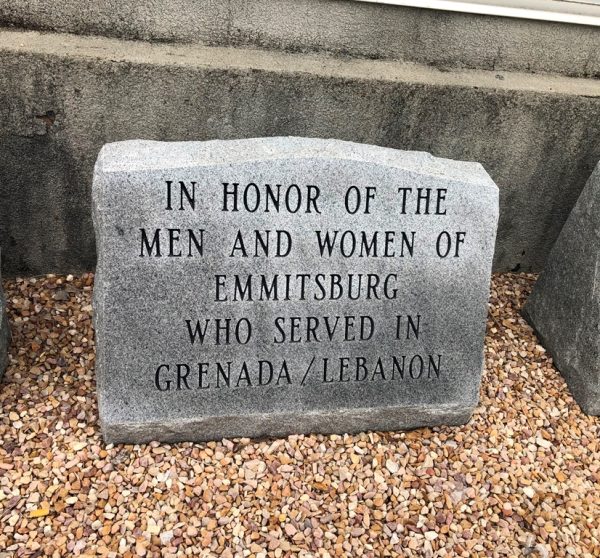 IN HONOR OF THE
MEN AND WOMEN OF
EMMITSBURG
WHO SERVED IN
GRENADA/LEBANON